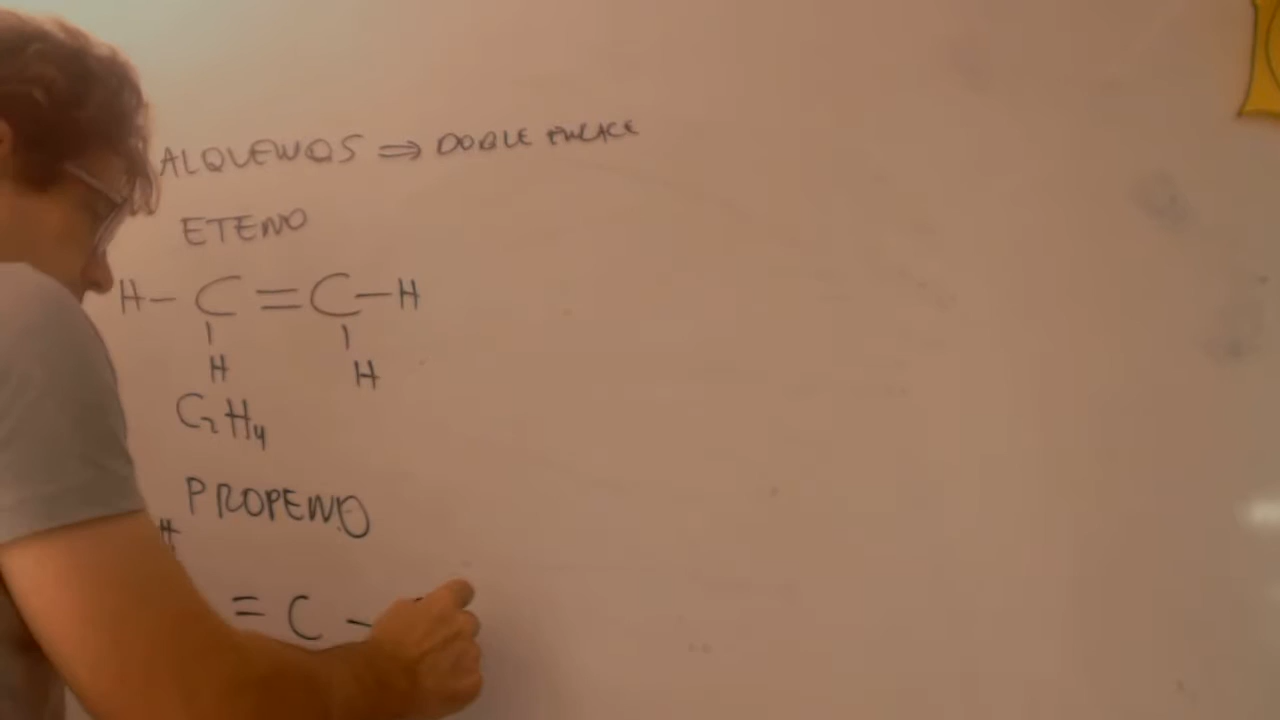 ALQUENOS ⇒ DOBLE ENLACE
ETENO
H- C = C - H
H H
C2H4
PROPENO
H
= C -